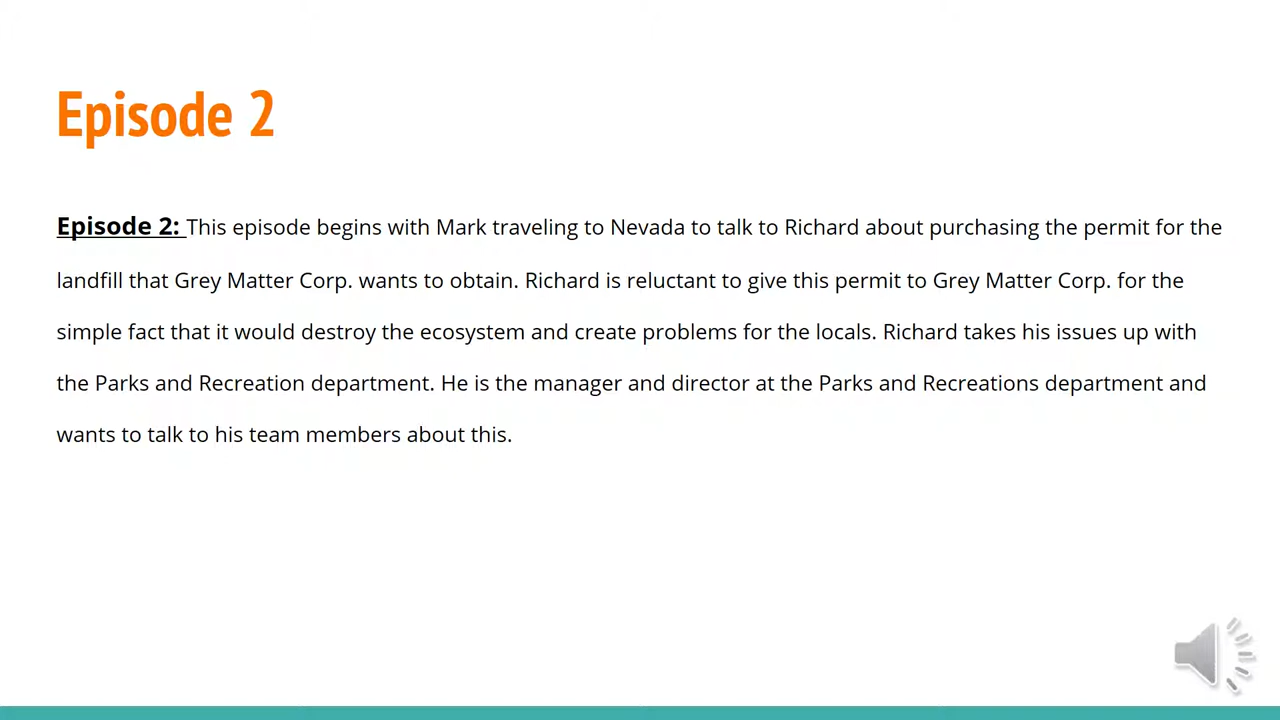 Episode 2
Episode 2: This episode begins with Mark traveling to Nevada to talk to Richard about purchasing the permit for the
landfill that Grey Matter Corp. wants to obtain. Richard is reluctant to give this permit to Grey Matter Corp. for the
simple fact that it would destroy the ecosystem and create problems for the locals. Richard takes his issues up with
the Parks and Recreation department. He is the manager and director at the Parks and Recreations department and
wants to talk to his team members about this.